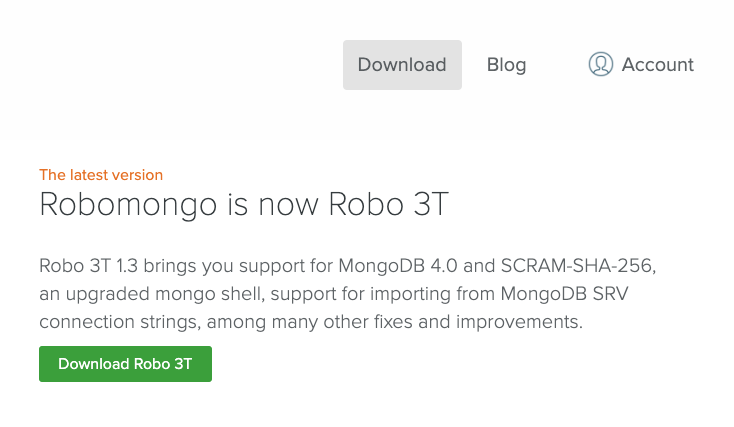 Download
Blog
Account
The latest version
Robomongo is now Robo 3T
Robo 3T 1.3 brings you support for MongoDB 4.0 and SCRAM-SHA-256,
an upgraded mongo shell, support for importing from MongoDB SRV
connection strings, among many other fixes and improvements.
Download Robo 3T